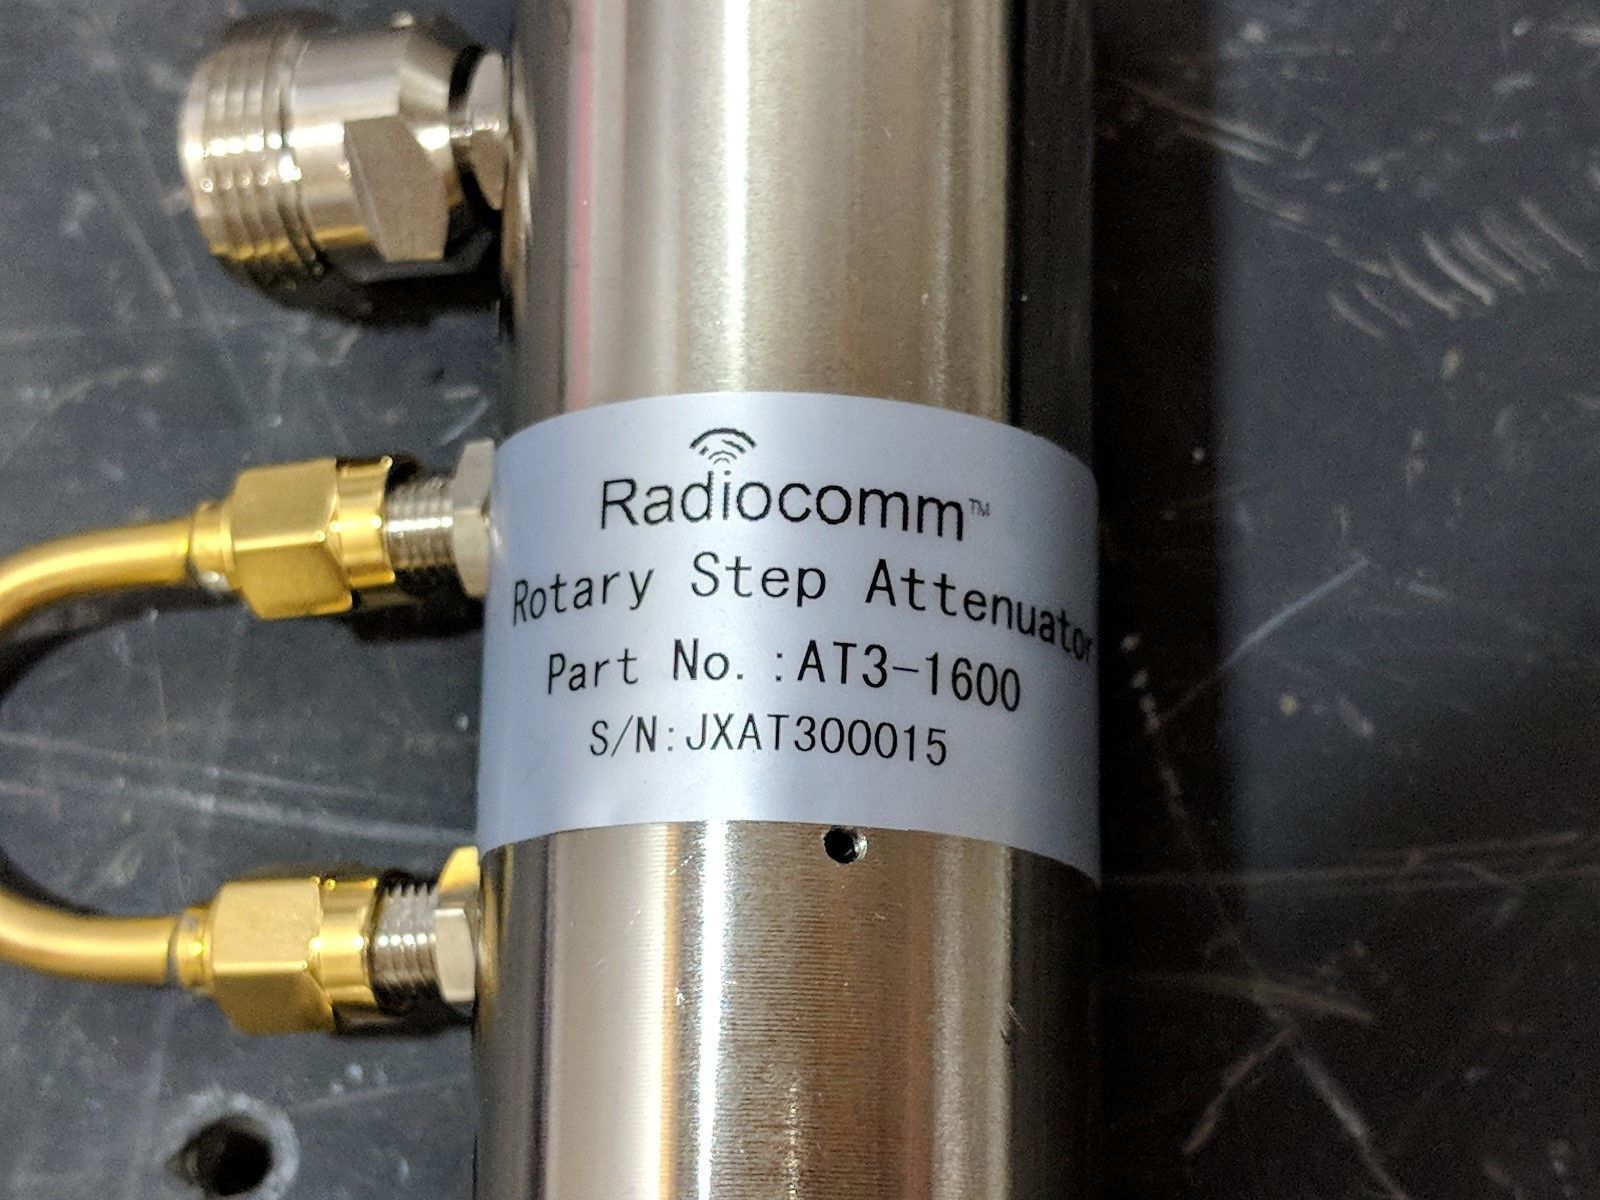 Radiocomm™
Rotary Step Attenuator
Part No.:AT3-1600
S/N:JXAT300015